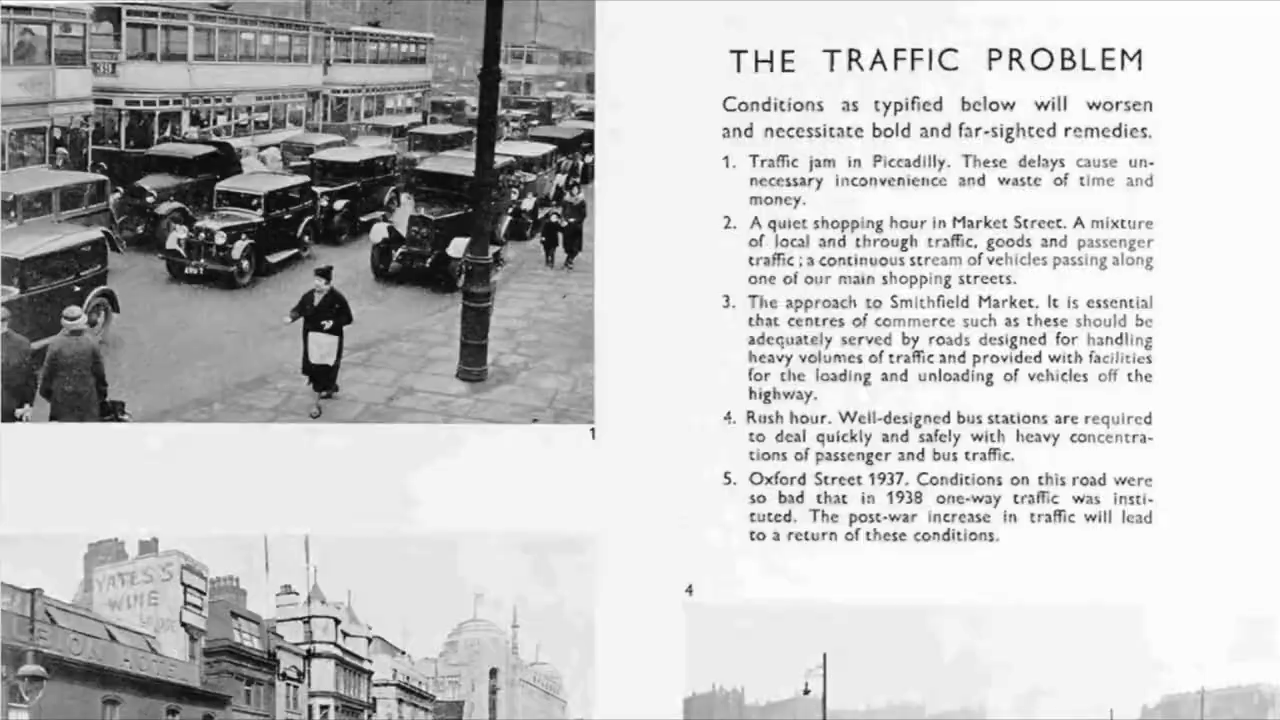 39
THE TRAFFIC PROBLEM
Conditions as typified below will worsen
and necessitate bold and far-sighted remedies.
1. Traffic jam in Piccadilly. These delays cause un-
necessary inconvenience and waste of time and
money.
2. A quiet shopping hour in Market Street. A mixture
of local and through traffic, goods and passenger
traffic ; a continuous stream of vehicles passing along
one of our main shopping streets.
3. The approach to Smithfield Market. It is essential
that centres of commerce such as these should be
adequately served by roads designed for handling
heavy volumes of traffic and provided with facilities
for the loading and unloading of vehicles off the
highway.
4. Rush hour. Well-designed bus stations are required
to deal quickly and safely with heavy concentra-
tions of passenger and bus traffic.
5. Oxford Street 1937. Conditions on this road were
so bad that in 1938 one-way traffic was insti-
tuted. The post-war increase in traffic will lead
to a return of these conditions.
1
4
YATES'S
WINE